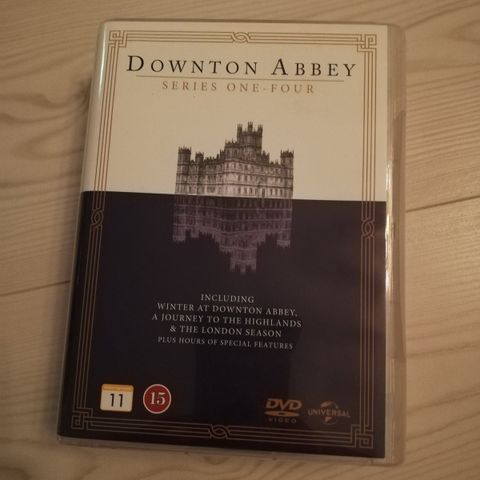 DOWNTON ABBEY
SERIES ONE-FOUR
INCLUDING
WINTER AT DOWNTON ABBEY,
A JOURNEY TO THE HIGHLANDS
& THE LONDON SEASON
PLUS HOURS OF SPECIAL FEATURES
11
15
DVD
VIDEO
UNIVERSAL